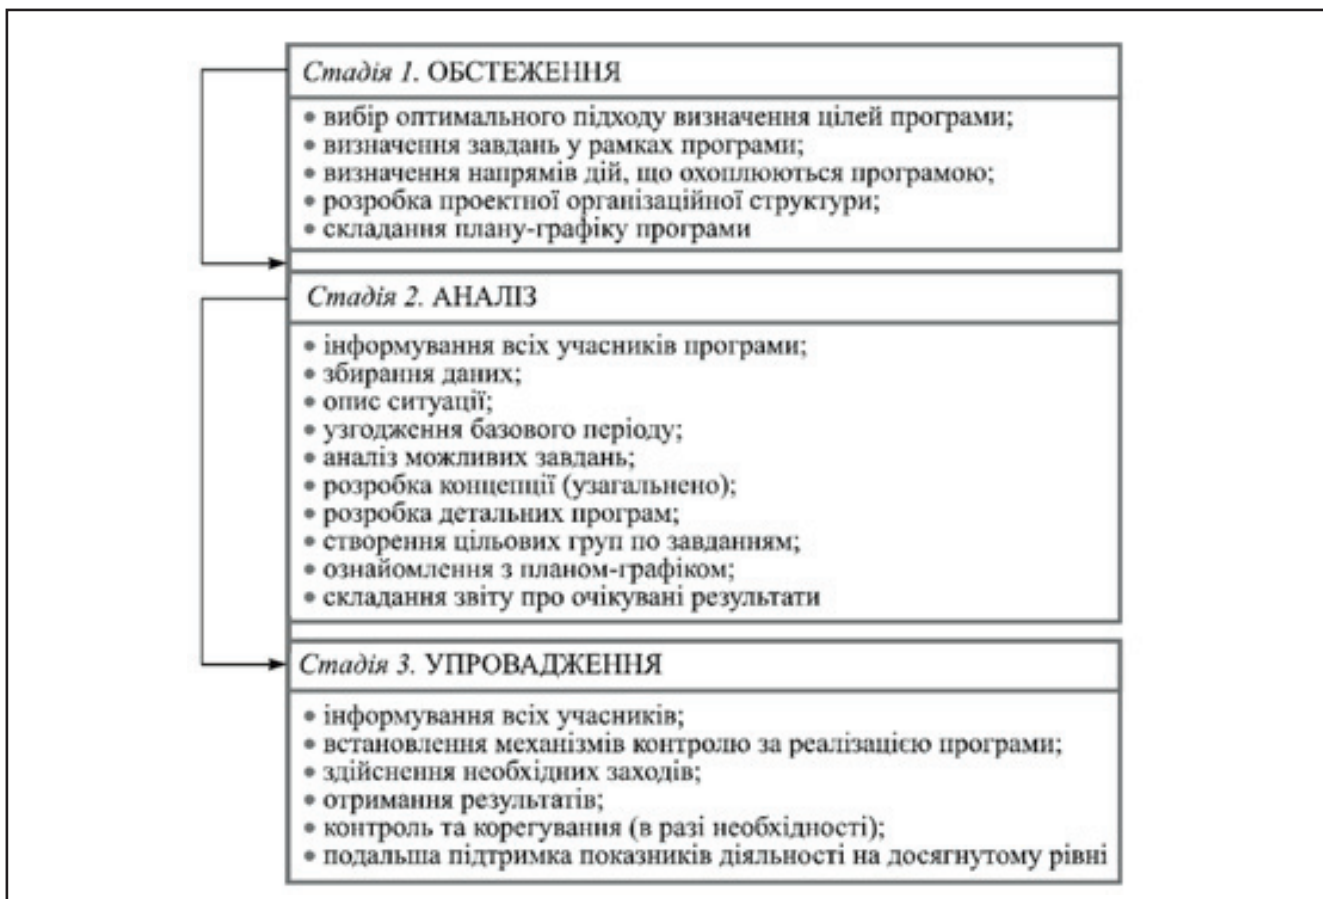 Стадія 1. ОБСТЕЖЕННЯ
• вибір оптимального підходу визначення цілей програми;
• визначення завдань у рамках програми;
• визначення напрямів дій, що охоплюються програмою;
• розробка проектної організаційної структури;
• складання плану-графіку програми
Стадія 2. АНАЛІЗ
• інформування всіх учасників програми;
• збирання даних;
• опис ситуації;
• узгодження базового періоду;
• аналіз можливих завдань;
• розробка концепції (узагальнено);
• розробка детальних програм;
• створення цільових груп по завданням;
• ознайомлення з планом-графіком;
• складання звіту про очікувані результати
Стадія 3. УПРОВАДЖЕННЯ
• інформування всіх учасників;
• встановлення механізмів контролю за реалізацією програми;
• здійснення необхідних заходів;
• отримання результатів;
• контроль та корегування (в разі необхідності);
• подальша підтримка показників діяльності на досягнутому рівні